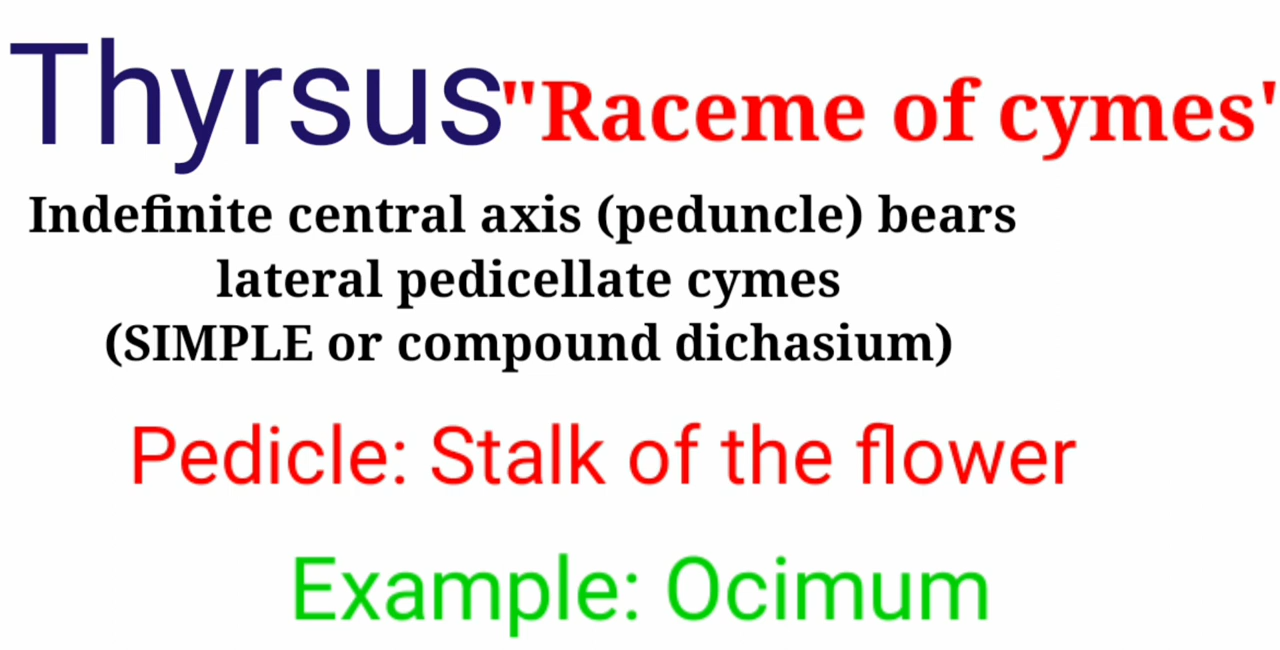 Thyrsus "Raceme of cymes'
Indefinite central axis (peduncle) bears
lateral pedicellate cymes
(SIMPLE or compound dichasium)
Pedicle: Stalk of the flower
Example: Ocimum